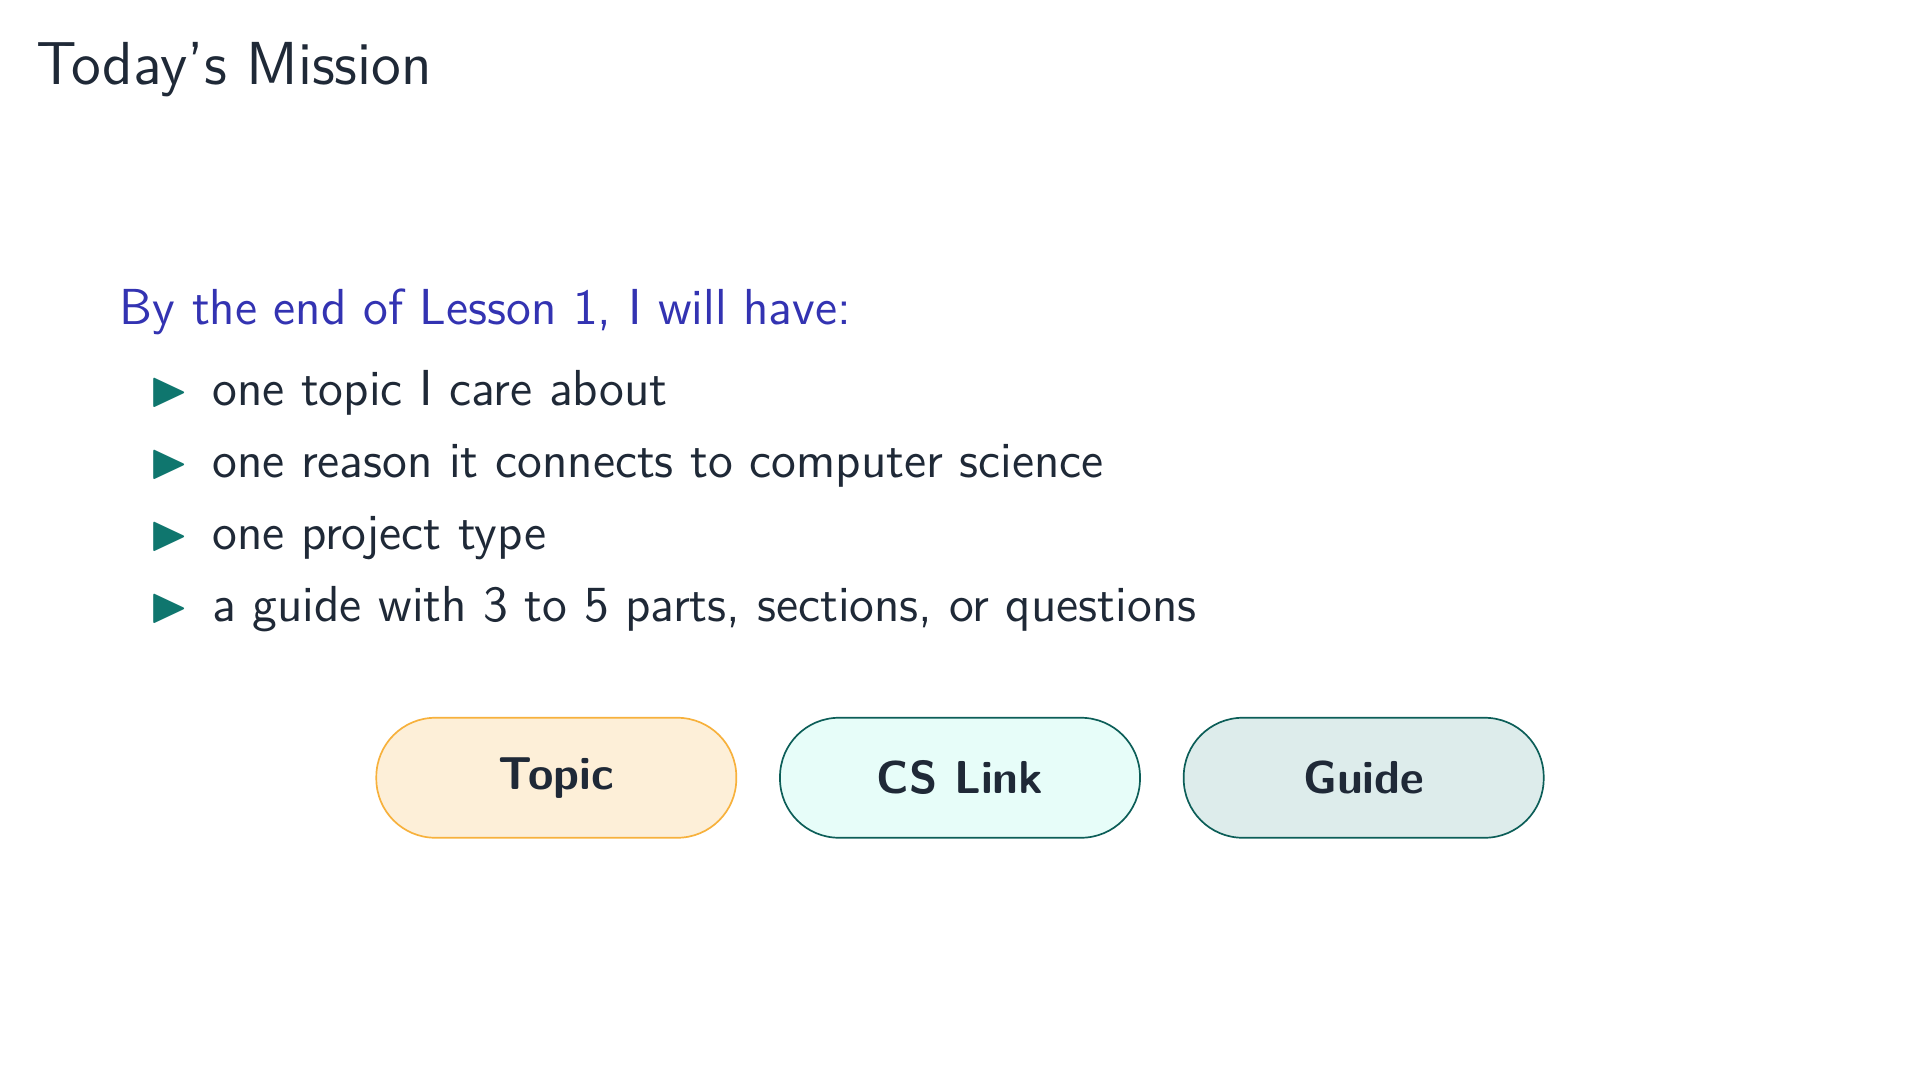 Today’s Mission
By the end of Lesson 1, I will have:
one topic I care about
one reason it connects to computer science
one project type
a guide with 3 to 5 parts, sections, or questions
Topic
CS Link
Guide